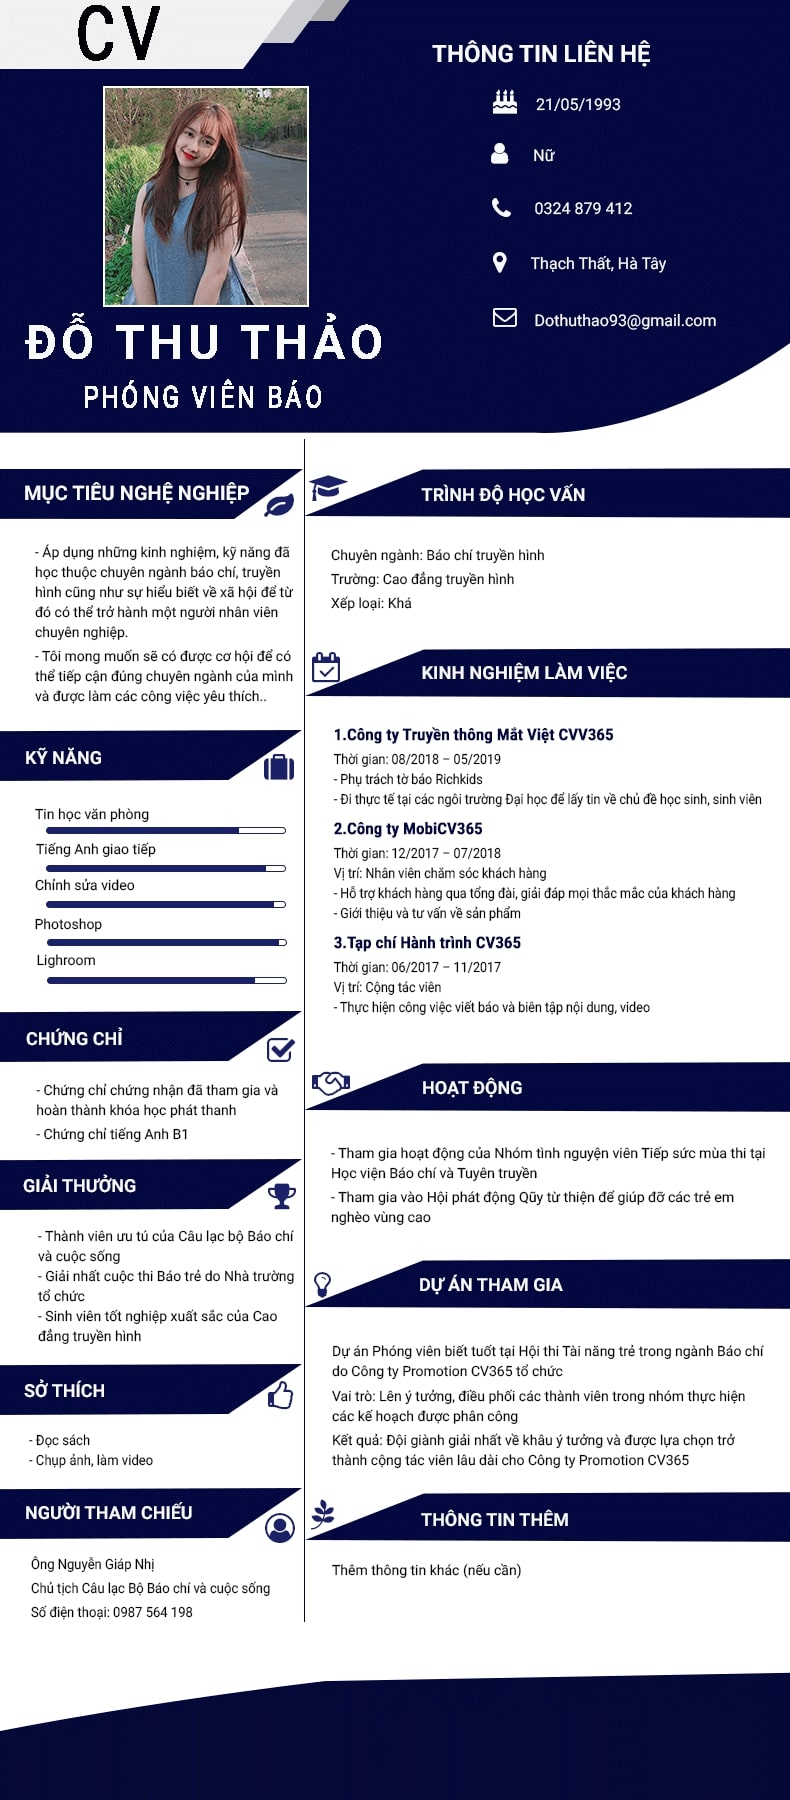 CV
ĐỖ THU THẢO
PHÓNG VIÊN BÁO
THÔNG TIN LIÊN HỆ
21/05/1993
Nữ
0324 879 412
Thạch Thất, Hà Tây
Dothuthao93@gmail.com
MỤC TIÊU NGHỆ NGHIỆP
- Áp dụng những kinh nghiệm, kỹ năng đã
học thuộc chuyên ngành báo chí, truyền
hình cũng như sự hiểu biết về xã hội để từ
đó có thể trở hành một người nhân viên
chuyên nghiệp.
- Tôi mong muốn sẽ có được cơ hội để có
thể tiếp cận đúng chuyên ngành của mình
và được làm các công việc yêu thích..
KỸ NĂNG
Tin học văn phòng
Tiếng Anh giao tiếp
Chỉnh sửa video
Photoshop
Lighroom
CHỨNG CHỈ
- Chứng chỉ chứng nhận đã tham gia và
hoàn thành khóa học phát thanh
- Chứng chỉ tiếng Anh B1
GIẢI THƯỞNG
- Thành viên ưu tú của Câu lạc bộ Báo chí
và cuộc sống
- Giải nhất cuộc thi Báo trẻ do Nhà trường
tổ chức
- Sinh viên tốt nghiệp xuất sắc của Cao
đẳng truyền hình
SỞ THÍCH
- Đọc sách
- Chụp ảnh, làm video
NGƯỜI THAM CHIẾU
Ông Nguyễn Giáp Nhị
Chủ tịch Câu lạc Bộ Báo chí và cuộc sống
Số điện thoại: 0987 564 198
TRÌNH ĐỘ HỌC VẤN
Chuyên ngành: Báo chí truyền hình
Trường: Cao đẳng truyền hình
Xếp loại: Khá
KINH NGHIỆM LÀM VIỆC
1.Công ty Truyền thông Mắt Việt CVV365
Thời gian: 08/2018 – 05/2019
- Phụ trách tờ báo Richkids
- Đi thực tế tại các ngôi trường Đại học để lấy tin về chủ đề học sinh, sinh viên
2.Công ty MobiCV365
Thời gian: 12/2017 – 07/2018
Vị trí: Nhân viên chăm sóc khách hàng
- Hỗ trợ khách hàng qua tổng đài, giải đáp mọi thắc mắc của khách hàng
- Giới thiệu và tư vấn về sản phẩm
3.Tạp chí Hành trình CV365
Thời gian: 06/2017 – 11/2017
Vị trí: Cộng tác viên
- Thực hiện công việc viết báo và biên tập nội dung, video
HOẠT ĐỘNG
- Tham gia hoạt động của Nhóm tình nguyện viên Tiếp sức mùa thi tại
Học viện Báo chí và Tuyên truyền
- Tham gia vào Hội phát động Qũy từ thiện để giúp đỡ các trẻ em
nghèo vùng cao
DỰ ÁN THAM GIA
Dự án Phóng viên biết tuốt tại Hội thi Tài năng trẻ trong ngành Báo chí
do Công ty Promotion CV365 tổ chức
Vai trò: Lên ý tưởng, điều phối các thành viên trong nhóm thực hiện
các kế hoạch được phân công
Kết quả: Đội giành giải nhất về khâu ý tưởng và được lựa chọn trở
thành cộng tác viên lâu dài cho Công ty Promotion CV365
THÔNG TIN THÊM
Thêm thông tin khác (nếu cần)